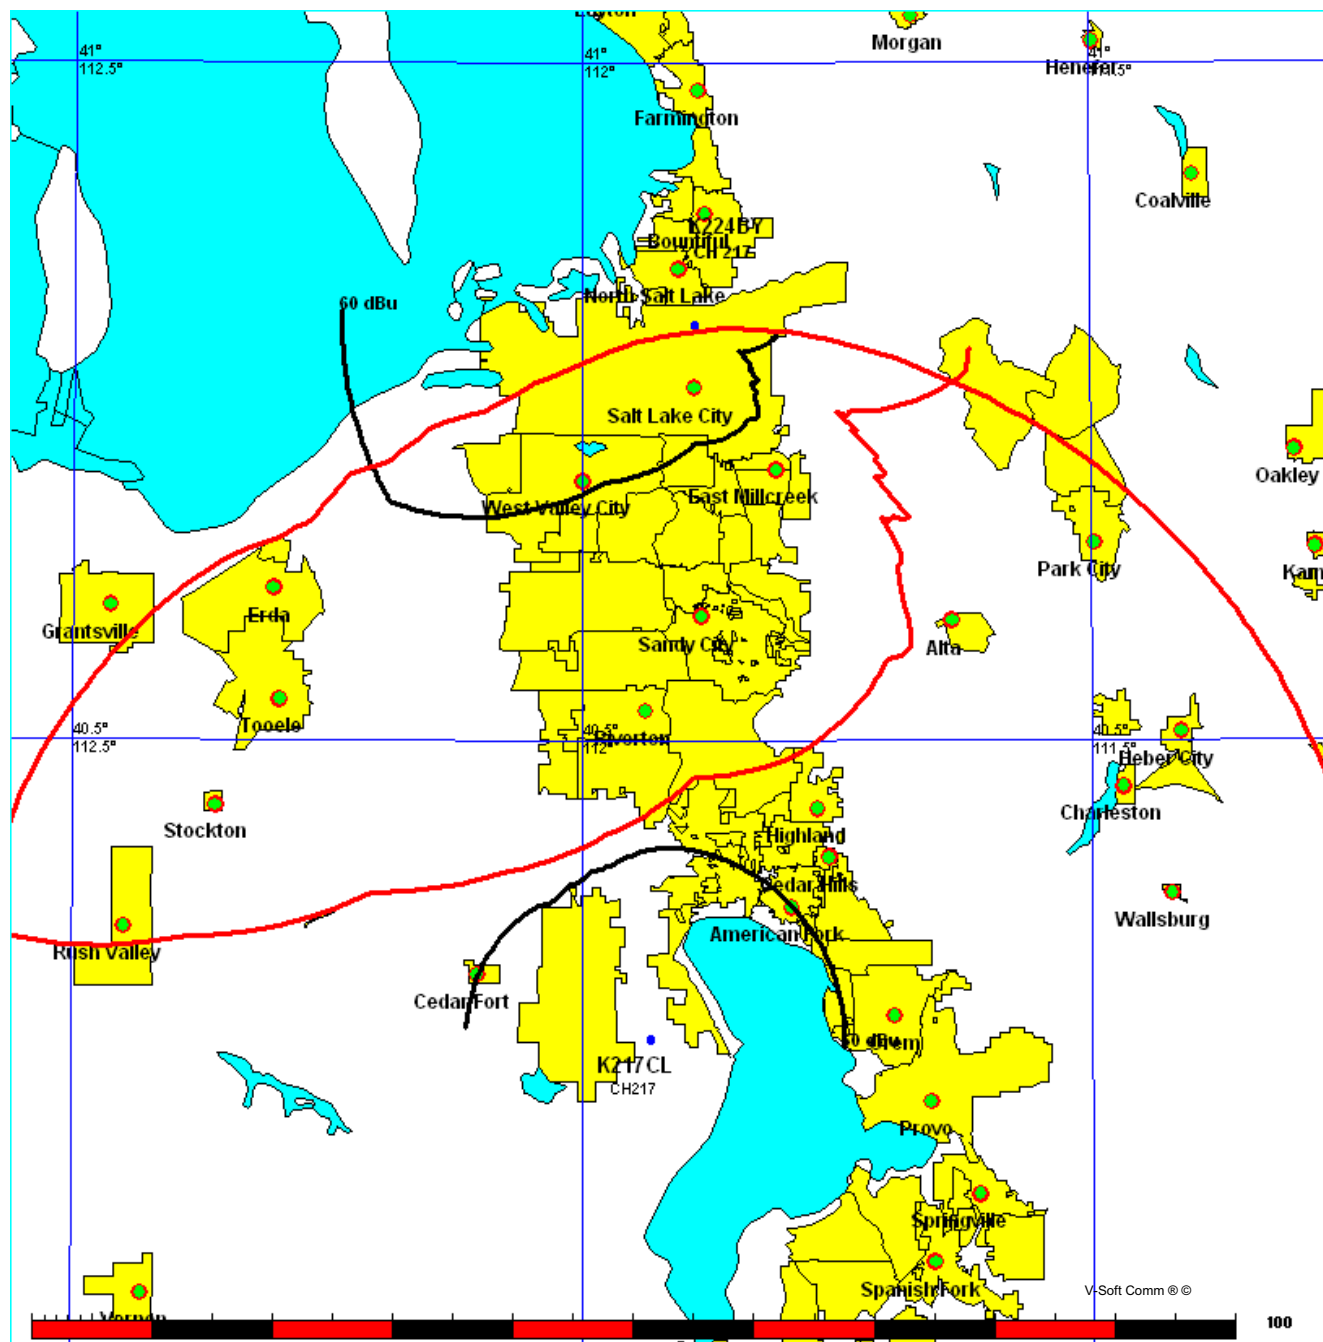 Layton
Morgan
41°
112.5°
41°
112°
41°
Henefer
Farmington
Coalville
K224BY
Bountiful
CH 217
North Salt Lake
60 dBu
Salt Lake City
Oakley
East Millcreek
West Valley City
Park City
Kam
Grantsville
Erda
Sandy City
Alta
Tooele
40.5°
112.5°
40.5°
112°
Riverton
40.5°
111.5°
Heber City
Charleston
Stockton
Highland
Cedar Hills
Wallsburg
American Fork
Rush Valley
Cedar Fort
60 dBu
Orem
K217CL
CH217
Provo
Springville
Spanish Fork
V-Soft Comm ® ©
Vernon
100